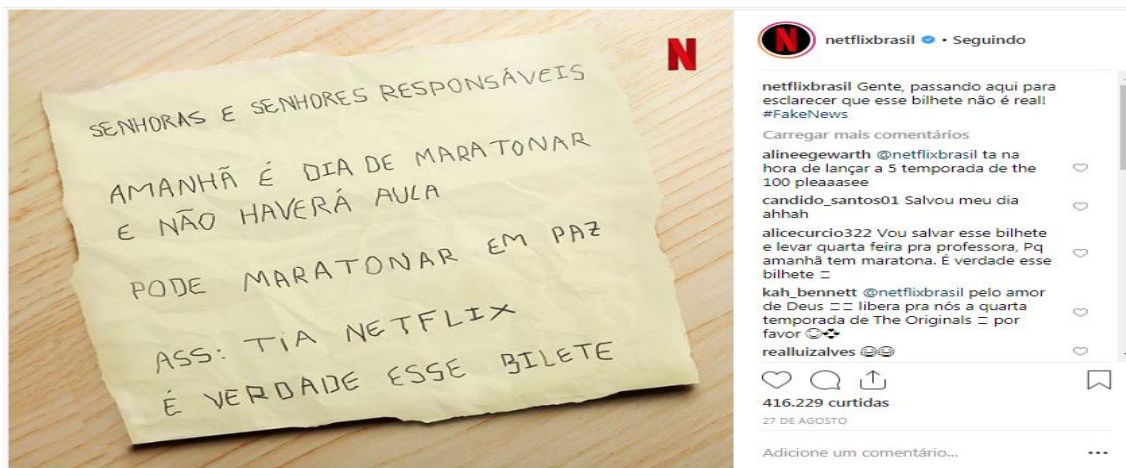 SENHORAS E SENHORES RESPONSÁVEIS
AMANHÃ É DIA DE MARATONAR
E NÃO HAVERÁ AULA
PODE MARATONAR EM PAZ
ASS: TIA NETFLIX
É VERDADE ESSE BILETE
N
N
netflixbrasil • Seguindo
netflixbrasil Gente, passando aqui para
esclarecer que esse bilhete não é real!
#FakeNews
Carregar mais comentários
alineegewarth @netflixbrasil ta na
hora de lançar a 5 temporada de the
100 pleaaasee
candido_santos01 Salvou meu dia
ahhah
alicecurcio322 Vou salvar esse bilhete
e levar quarta feira pra professora, Pq
amanhã tem maratona. É verdade esse
bilhete
kah_bennett @netflixbrasil pelo amor
de Deus libera pra nós a quarta
temporada de The Originals por
favor
realluizalves
416.229 curtidas
27 DE AGOSTO
Adicione um comentário...